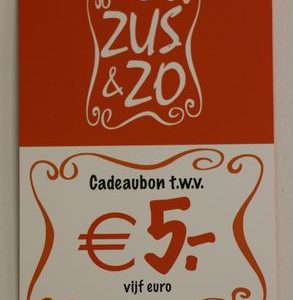 ZUS
& ZO
Cadeaubon t.w.v.
€5.-
vijf euro